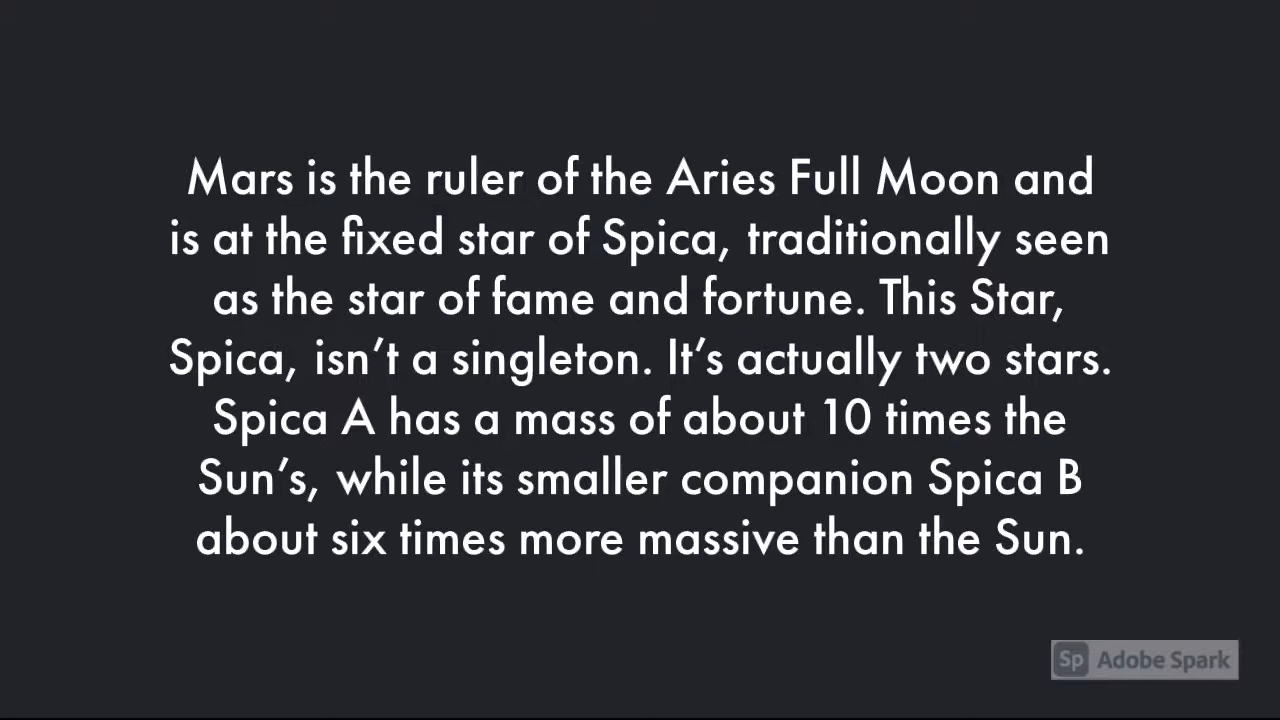 Mars is the ruler of the Aries Full Moon and
is at the fixed star of Spica, traditionally seen
as the star of fame and fortune. This Star,
Spica, isn’t a singleton. It’s actually two stars.
Spica A has a mass of about 10 times the
Sun’s, while its smaller companion Spica B
about six times more massive than the Sun.
Sp Adobe Spark